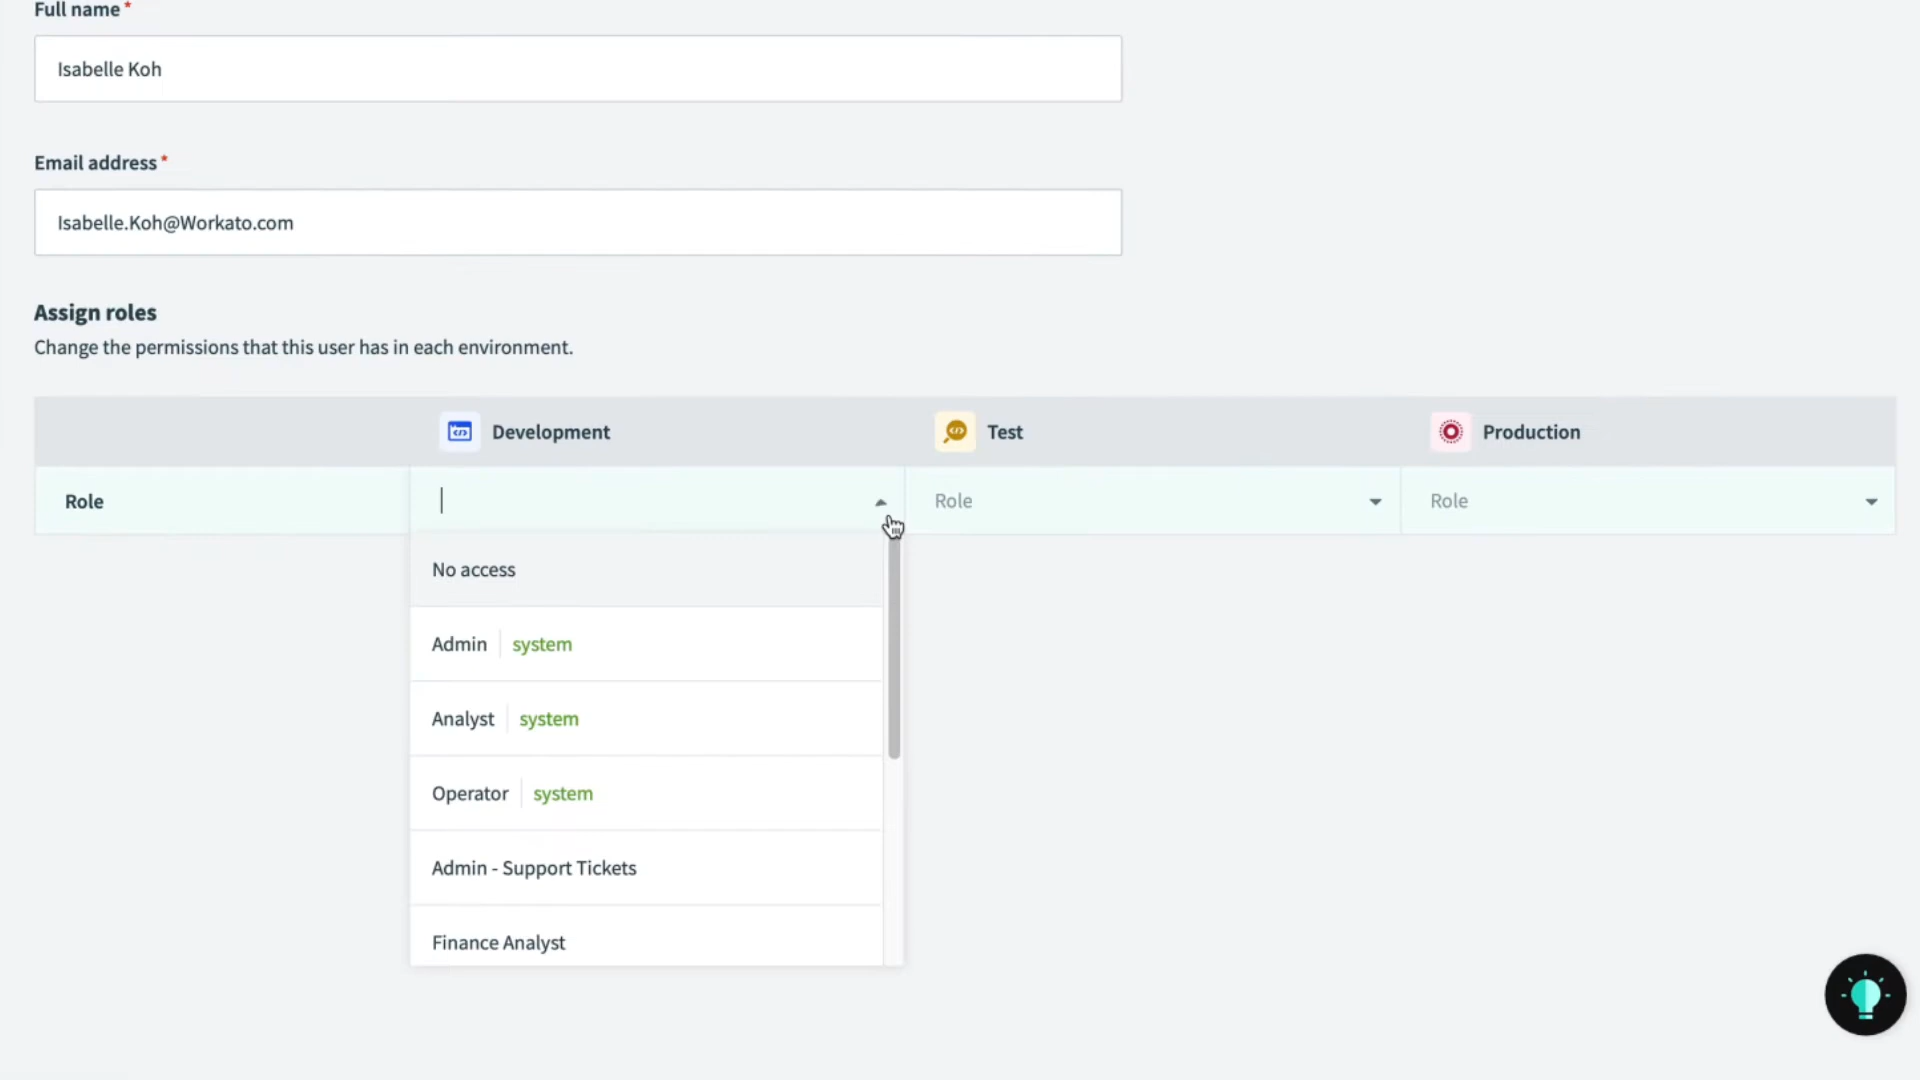 Full name *
Isabelle Koh
Email address *
Isabelle.Koh@Workato.com
Assign roles
Change the permissions that this user has in each environment.
Development Test Production
Role Role Role
No access
Admin system
Analyst system
Operator system
Admin - Support Tickets
Finance Analyst